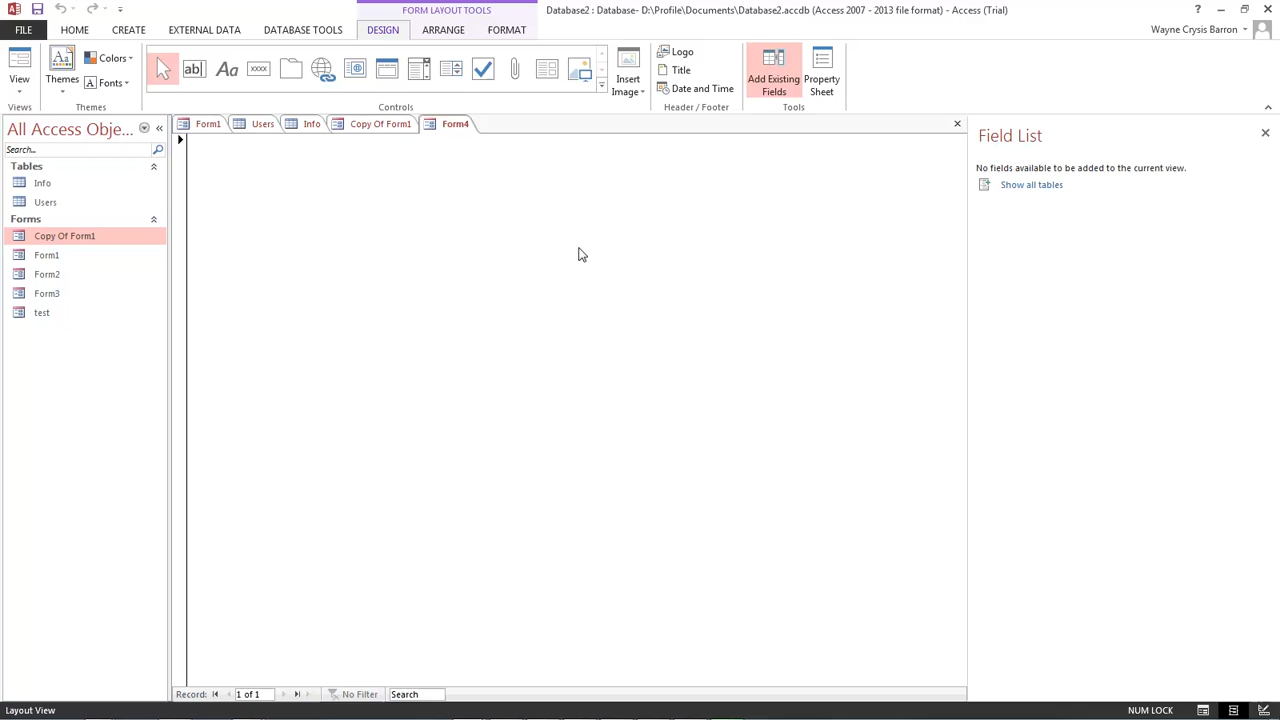 FORM LAYOUT TOOLS
Database2 : Database- D:\Profile\Documents\Database2.accdb (Access 2007 - 2013 file format) - Access (Trial)
?
FILE
HOME
CREATE
EXTERNAL DATA
DATABASE TOOLS
DESIGN
ARRANGE
FORMAT
Wayne Crysis Barron
View
Views
Aa
Themes
Colors
Fonts
Themes
ab
Aa
xxxx
Controls
Insert
Image
Logo
Title
Date and Time
Header / Footer
Add Existing
Fields
Property
Sheet
Tools
All Access Obje...
Search...
Tables
Info
Users
Forms
Copy Of Form1
Form1
Form2
Form3
test
Form1
Users
Info
Copy Of Form1
Form4
Field List
No fields available to be added to the current view.
Show all tables
Record:
1 of 1
No Filter
Search
Layout View
NUM LOCK